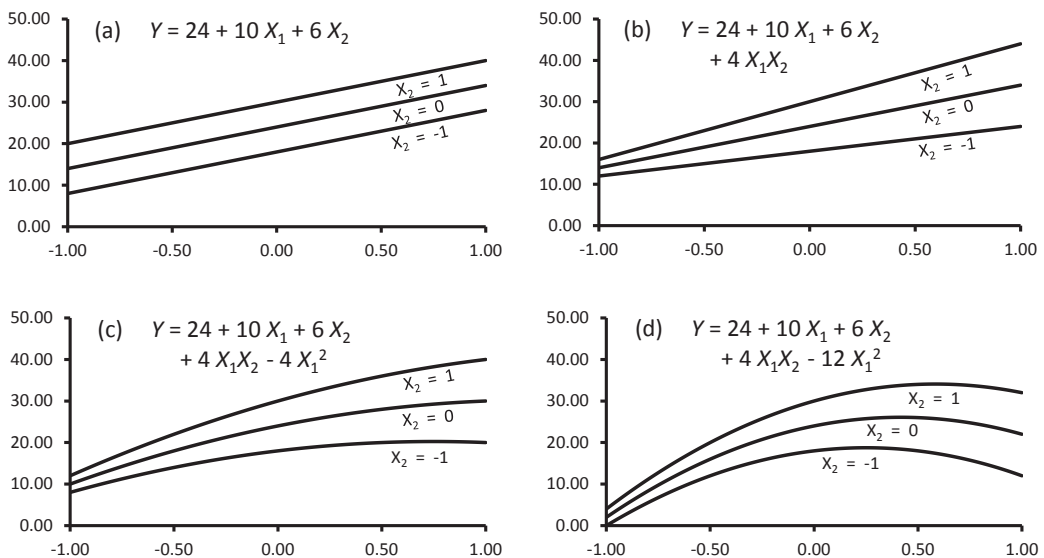 (a) Y = 24 + 10 X₁ + 6 X₂
50.00
40.00
30.00
20.00
10.00
0.00
X₂ = 1
X₂ = 0
X₂ = -1
-1.00 -0.50 0.00 0.50 1.00
(b) Y = 24 + 10 X₁ + 6 X₂
+ 4 X₁X₂
50.00
40.00
30.00
20.00
10.00
0.00
X₂ = 1
X₂ = 0
X₂ = -1
-1.00 -0.50 0.00 0.50 1.00
(c) Y = 24 + 10 X₁ + 6 X₂
+ 4 X₁X₂ - 4 X₁²
50.00
40.00
30.00
20.00
10.00
0.00
X₂ = 1
X₂ = 0
X₂ = -1
-1.00 -0.50 0.00 0.50 1.00
(d) Y = 24 + 10 X₁ + 6 X₂
+ 4 X₁X₂ - 12 X₁²
50.00
40.00
30.00
20.00
10.00
0.00
X₂ = 1
X₂ = 0
X₂ = -1
-1.00 -0.50 0.00 0.50 1.00